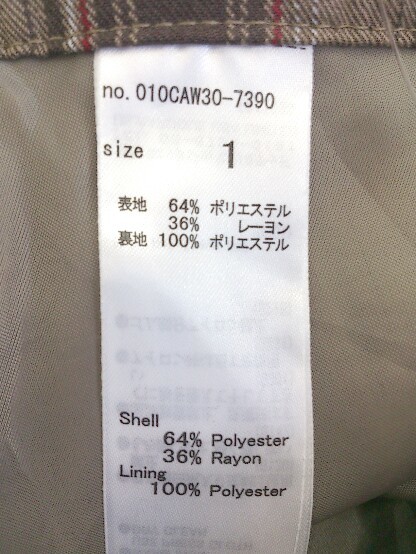 no. 010CAW30-7390
size 1
表地 64% ポリエステル
36% レーヨン
裏地 100% ポリエステル
Shell
64% Polyester
36% Rayon
Lining
100% Polyester